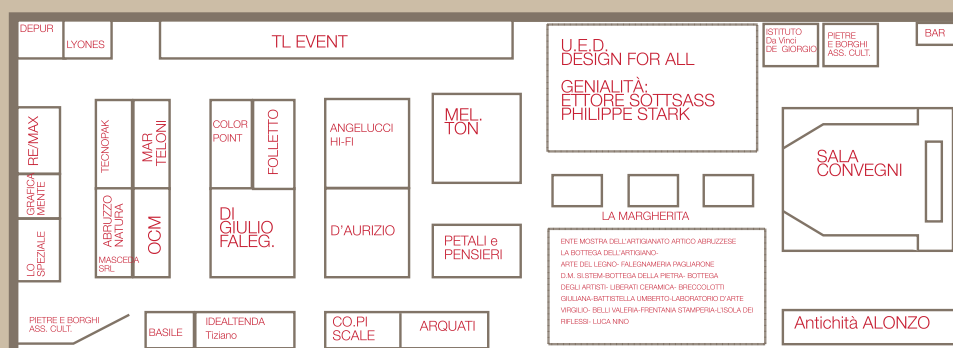 DEPUR
LYONES
TL EVENT
U.E.D.
DESIGN FOR ALL
GENIALITÀ:
ETTORE SOTTSASS
PHILIPPE STARK
ISTITUTO
Da Vinci
DE GIORGIO
PIETRE
E BORGHI
ASS. CULT.
BAR
RE/MAX
TECNOPAK
MAR
TELONI
COLOR
POINT
FOLLETTO
ANGELUCCI
HI-FI
MEL.
TON
SALA
CONVEGNI
GRAFICA
MENTE
LO
SPEZIALE
ABRUZZO
NATURA
MASCEDA
SRL
OCM
DI
GIULIO
FALEG.
D'AURIZIO
PETALI e
PENSIERI
LA MARGHERITA
ENTE MOSTRA DELL'ARTIGIANATO ARTICO ABRUZZESE
LA BOTTEGA DELL'ARTIGIANO-
ARTE DEL LEGNO- FALEGNAMERIA PAGLIARONE
D.M. SI.STEM-BOTTEGA DELLA PIETRA- BOTTEGA
DEGLI ARTISTI- LIBERATI CERAMICA- BRECCOLOTTI
GIULIANA-BATTISTELLA UMBERTO-LABORATORIO D'ARTE
VIRGILIO- BELLI VALERIA-FRENTANIA STAMPERIA-L'ISOLA DEI
RIFLESSI- LUCA NINO
PIETRE E BORGHI
ASS. CULT.
BASILE
IDEALTENDA
Tiziano
CO.PI
SCALE
ARQUATI
Antichità ALONZO